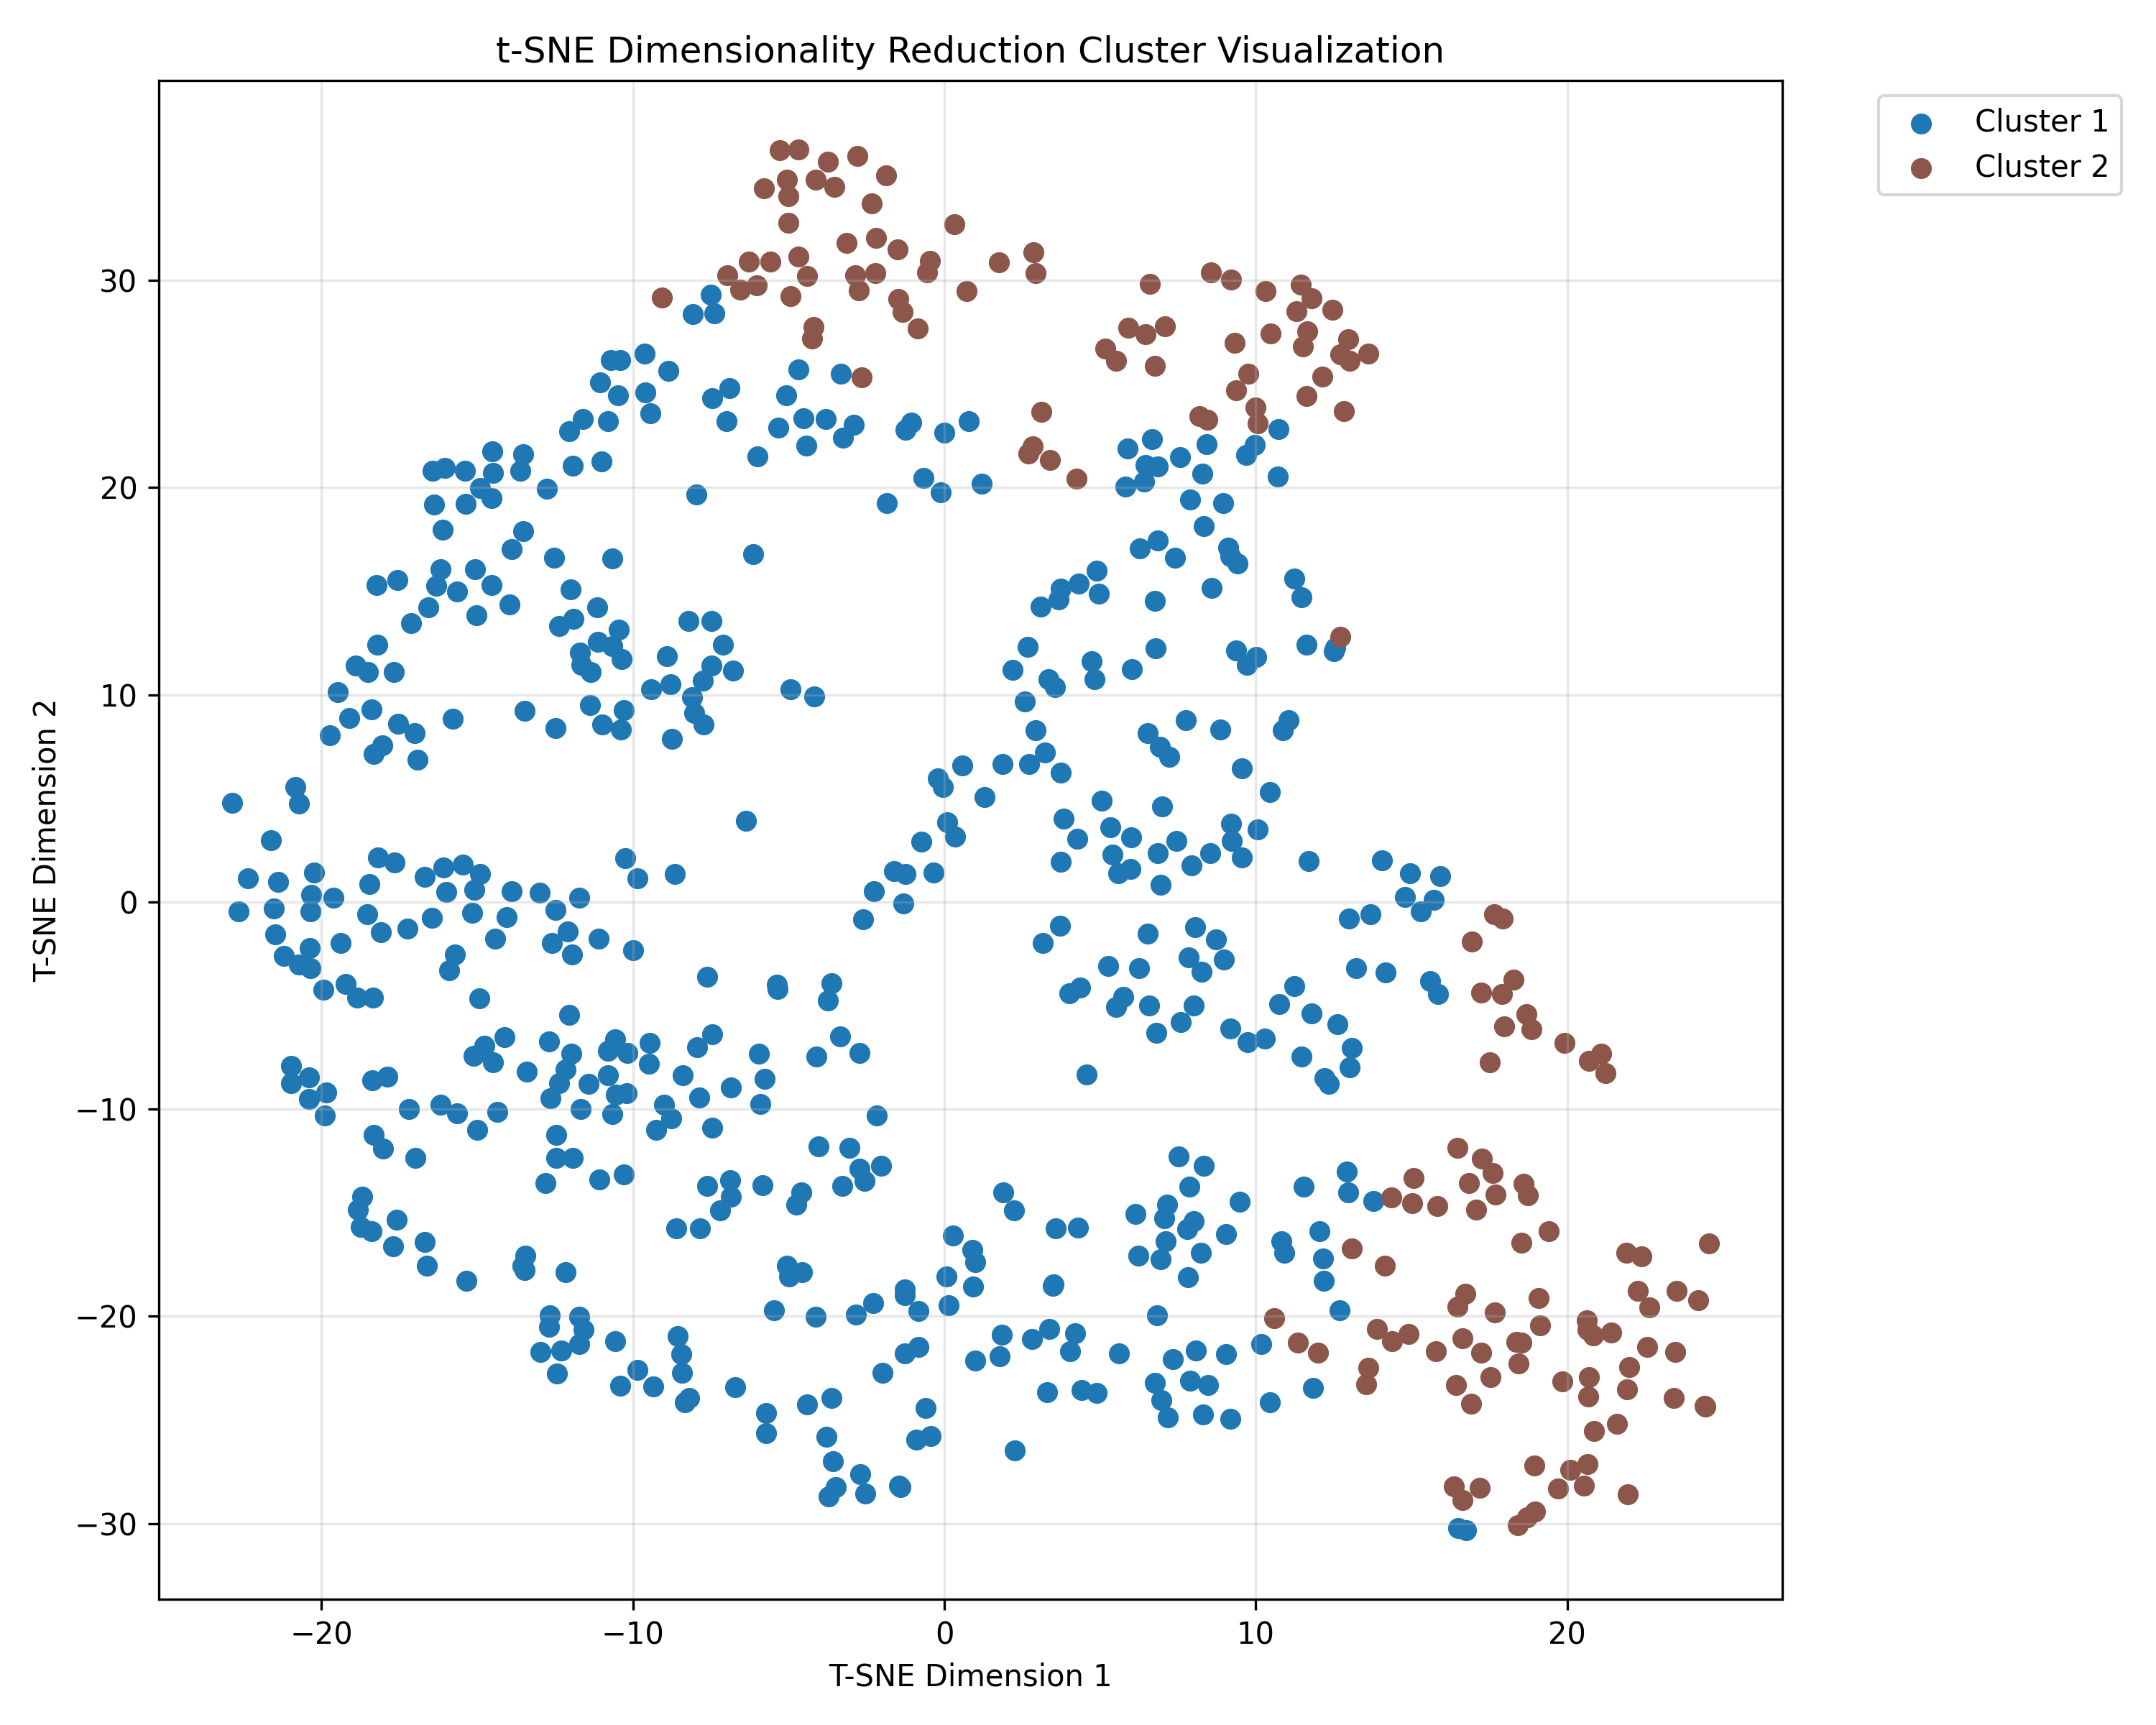 t-SNE Dimensionality Reduction Cluster Visualization
Cluster 1
Cluster 2
T-SNE Dimension 2
30
20
10
0
−10
−20
−30
−20
−10
0
10
20
T-SNE Dimension 1